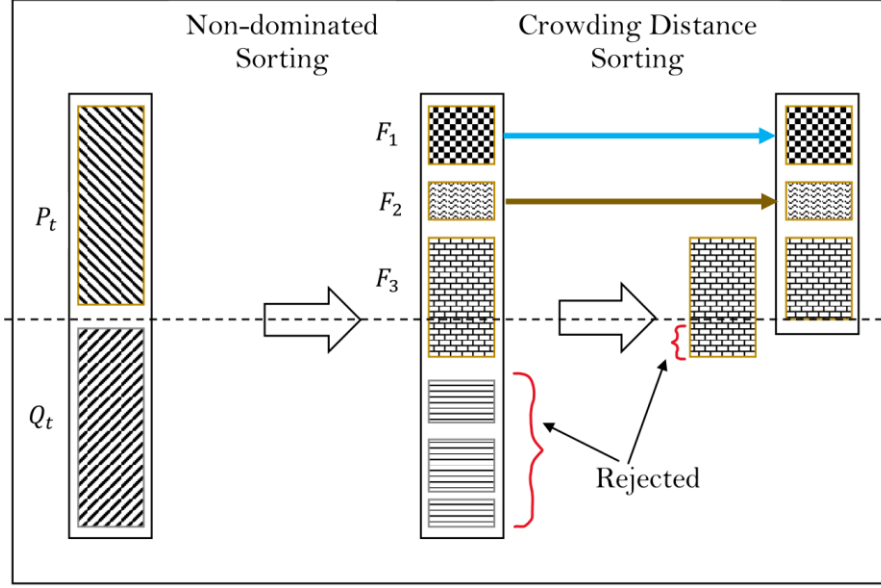 Non-dominated
Sorting
Crowding Distance
Sorting
F₁
F₂
Pₜ
F₃
Qₜ
Rejected